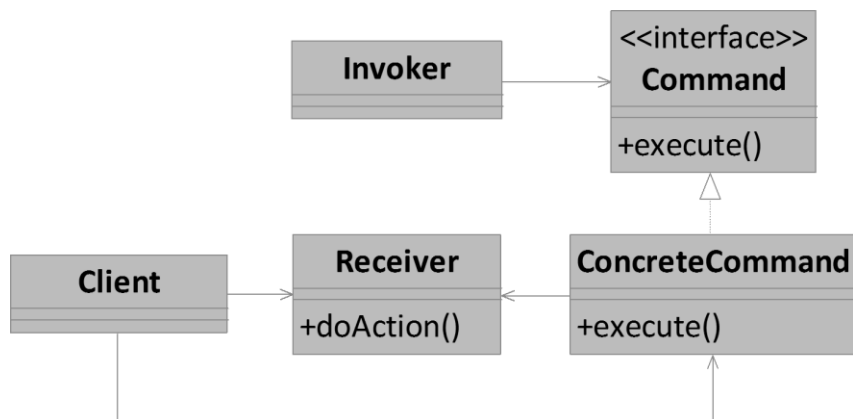 <<interface>>
Invoker
Command
+execute()
Client
Receiver
ConcreteCommand
+doAction()
+execute()